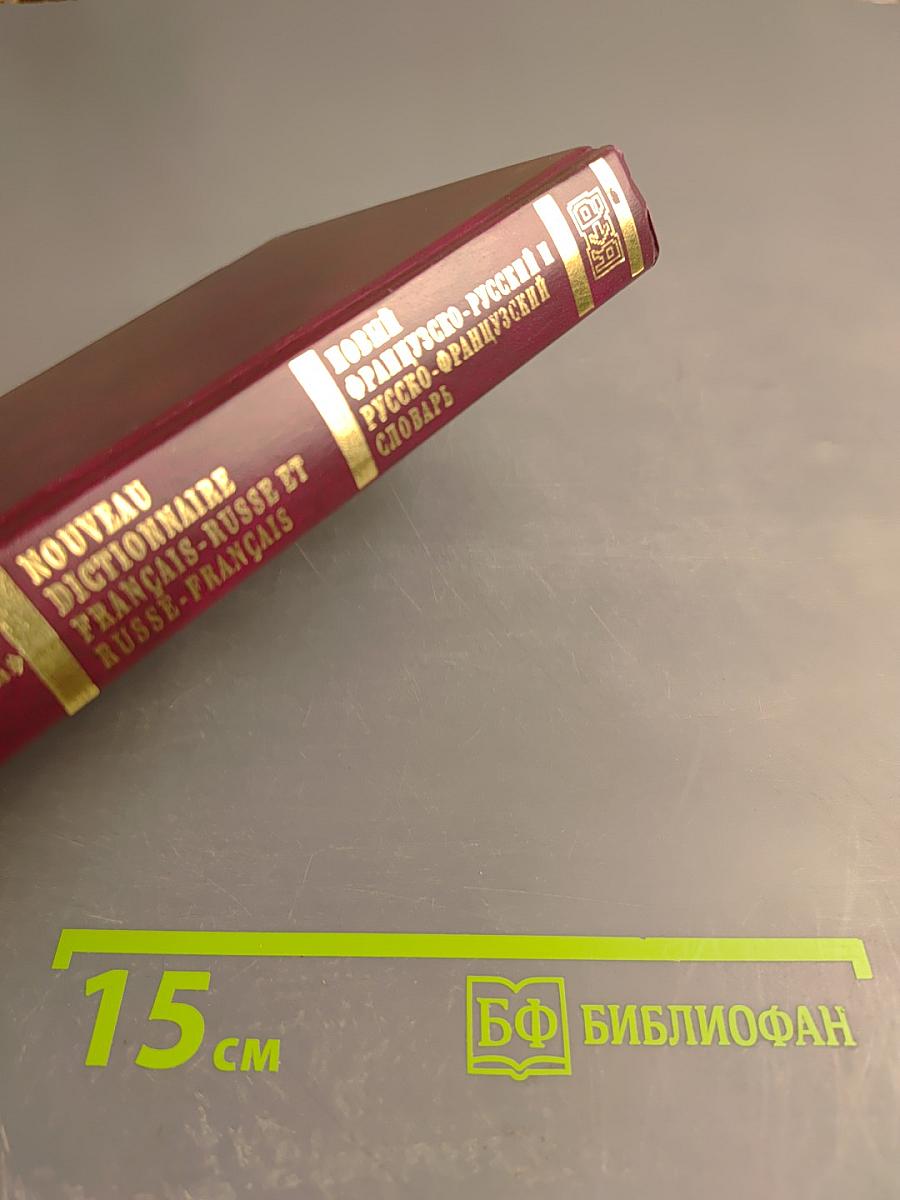 НОВЫЙ
ФРАНЦУЗСКО-РУССКИЙ и
РУССКО-ФРАНЦУЗСКИЙ
СЛОВАРЬ
NOUVEAU
DICTIONNAIRE
FRANÇAIS-RUSSE ET
RUSSE-FRANÇAIS
15 см
БФ БИБЛИОФАН